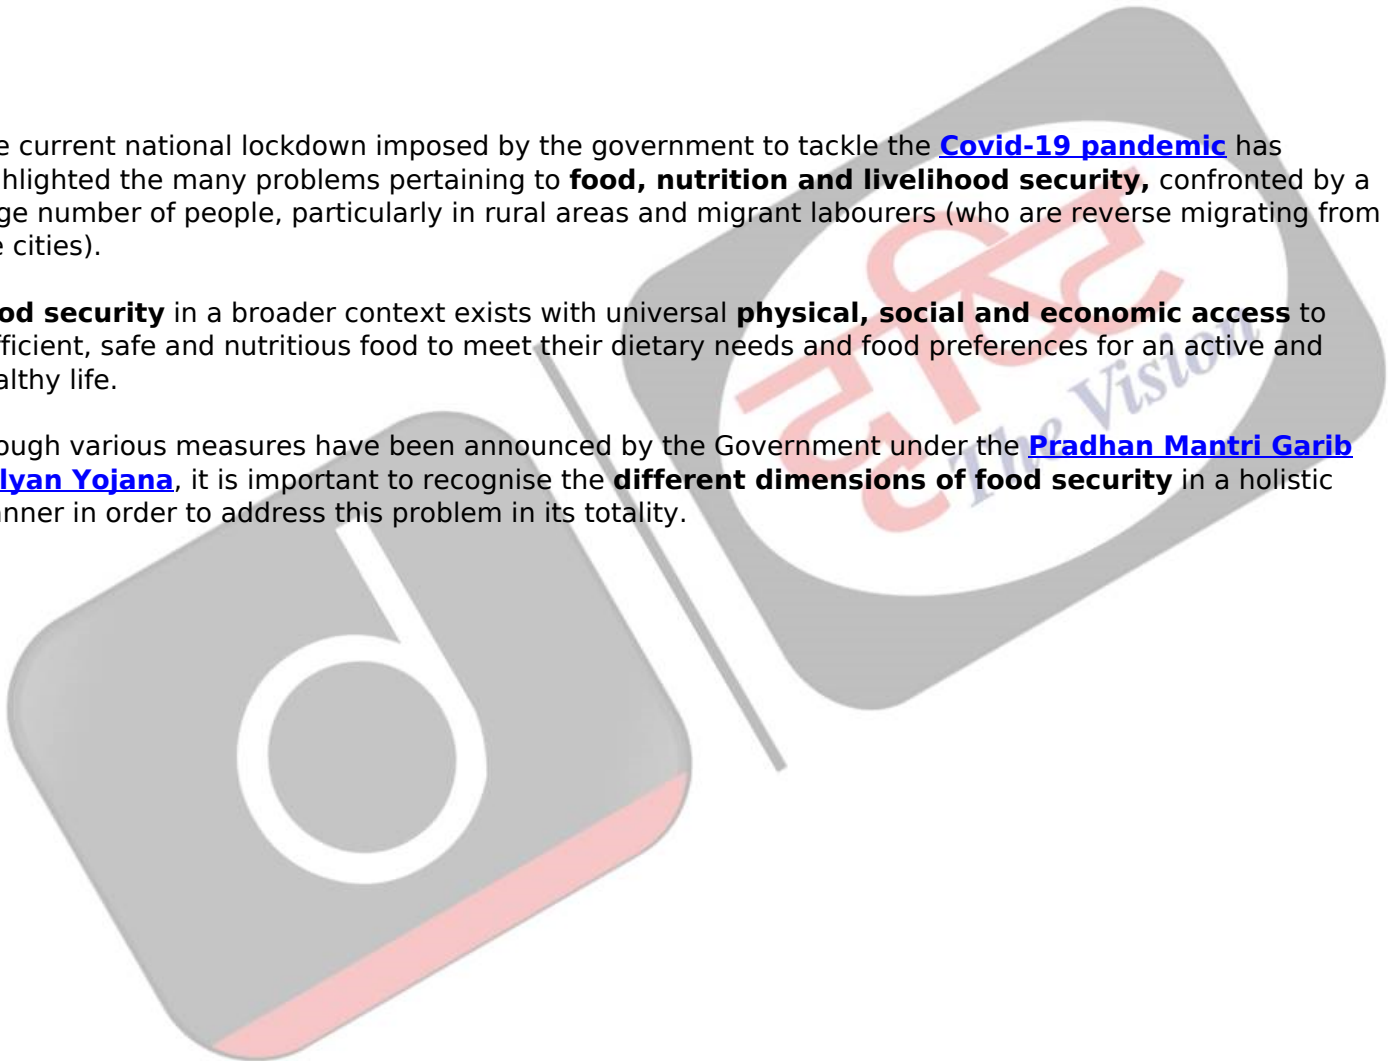 e current national lockdown imposed by the government to tackle the Covid-19 pandemic has
hlighted the many problems pertaining to food, nutrition and livelihood security, confronted by a
ge number of people, particularly in rural areas and migrant labourers (who are reverse migrating from
e cities).
od security in a broader context exists with universal physical, social and economic access to
fficient, safe and nutritious food to meet their dietary needs and food preferences for an active and
althy life.
ough various measures have been announced by the Government under the Pradhan Mantri Garib
lyan Yojana, it is important to recognise the different dimensions of food security in a holistic
anner in order to address this problem in its totality.
दृष्टि
The Vision
d